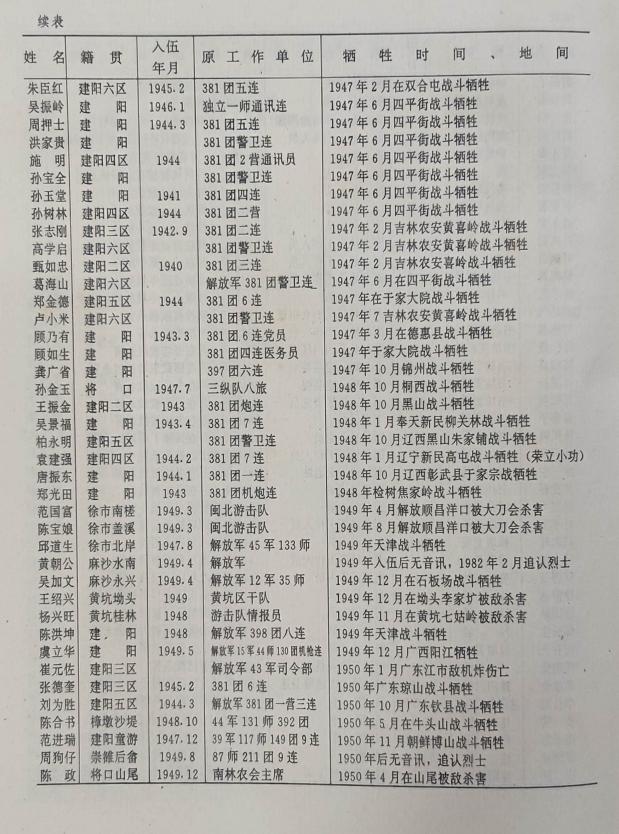 续表
姓名 籍贯 入伍年月 原工作单位 牺牲时间、地间
朱臣红 建阳六区 1945.2 381团五连 1947年2月在双合屯战斗牺牲
吴振岭 建阳 1946.1 独立一师通讯连 1947年6月四平街战斗牺牲
周押士 建阳 1944.3 381团五连 1947年6月四平街战斗牺牲
洪家贵 建阳 381团警卫连 1947年6月四平街战斗牺牲
施明 建阳四区 1944 381团2营通讯员 1947年6月四平街战斗牺牲
孙宝全 建阳 381团警卫连 1947年6月四平街战斗牺牲
孙玉堂 建阳 1941 381团四连 1947年6月四平街战斗牺牲
孙树林 建阳四区 1944 381团二营 1947年6月四平街战斗牺牲
张志刚 建阳三区 1942.9 381团二连 1947年2月吉林农安黄喜岭战斗牺牲
高学启 建阳六区 381团警卫连 1947年2月吉林农安黄喜岭战斗牺牲
甄如忠 建阳二区 1940 381团三连 1947年2月吉林农安黄喜岭战斗牺牲
葛海山 建阳六区 解放军381团警卫连 1947年6月在四平街战斗牺牲
郑金德 建阳五区 1944 381团6连 1947年在于家大院战斗牺牲
卢小米 建阳六区 381团警卫连 1947年7吉林农安黄喜岭战斗牺牲
顾乃有 建阳 1943.3 381团6连党员 1947年3月在德惠县战斗牺牲
顾如生 建阳 381团四连医务员 1947年于家大院战斗牺牲
龚广省 建阳 397团六连 1947年10月锦州战斗牺牲
孙金玉 将口 1947.7 三纵队八旅 1948年10月桐西战斗牺牲
王振金 建阳二区 1943 381团炮连 1948年10月黑山战斗牺牲
吴景福 建阳 1943.4 381团7连 1948年1月奉天新民柳关林战斗牺牲
柏永明 建阳五区 381团警卫连 1948年10月辽西黑山朱家铺战斗牺牲
袁建强 建阳四区 1944.2 381团7连 1948年1月辽宁新民高屯战斗牺牲（荣立小功）
唐振东 建阳 1944.1 381团一连 1948年10月辽西彰武县于家宗战牺牲
郑光田 建阳 1943 381团机炮连 1948年检树焦家岭战斗牺牲
范国富 徐市南槎 1949.3 闽北游击队 1949年4月解放顺昌洋口被大刀会杀害
陈宝娘 徐市盖溪 1949.3 闽北游击队 1949年8月解放顺昌洋口被大刀会杀害
邱道生 徐市北岸 1947.8 解放军45军133师 1949年天津战斗牺牲
黄朝公 麻沙水南 1949.4 解放军 1949年入伍后无音讯，1982年2月追认烈士
吴加文 麻沙永兴 1949.4 解放军12军35师 1949年12月在石板场战斗牺牲
王绍兴 黄坑坳头 1949 黄坑区干队 1949年12月在坳头李家圹被敌杀害
杨兴旺 黄坑桂林 1948 游击队情报员 1949年11月在黄坑七姑岭被敌杀害
陈洪坤 建阳 1948 解放军398团八连 1949年天津战斗牺牲
虞立华 建阳 1949.5 解放军15军44师130团机枪连 1949年12月广西阳江牺牲
崔元佐 建阳三区 解放军43军司令部 1950年1月广东江市敌机炸伤亡
张德奎 建阳三区 1945.2 381团6连 1950年广东琼山战斗牺牲
刘为胜 建阳五区 1944.3 解放军381团一营三连 1950年10月广东钦县战斗牺牲
陈合书 樟墩沙堤 1948.10 44军131师392团 1950年5月在牛头山战斗牺牲
范进瑞 建阳童游 1947.12 39军117师149团9连 1950年11月朝鲜博山战斗牺牲
周狗仔 崇雒后畲 1949.8 87师211团9连 1950年后无音讯，追认烈士
陈政 将口山尾 1949.12 南林农会主席 1950年4月在山尾被敌杀害